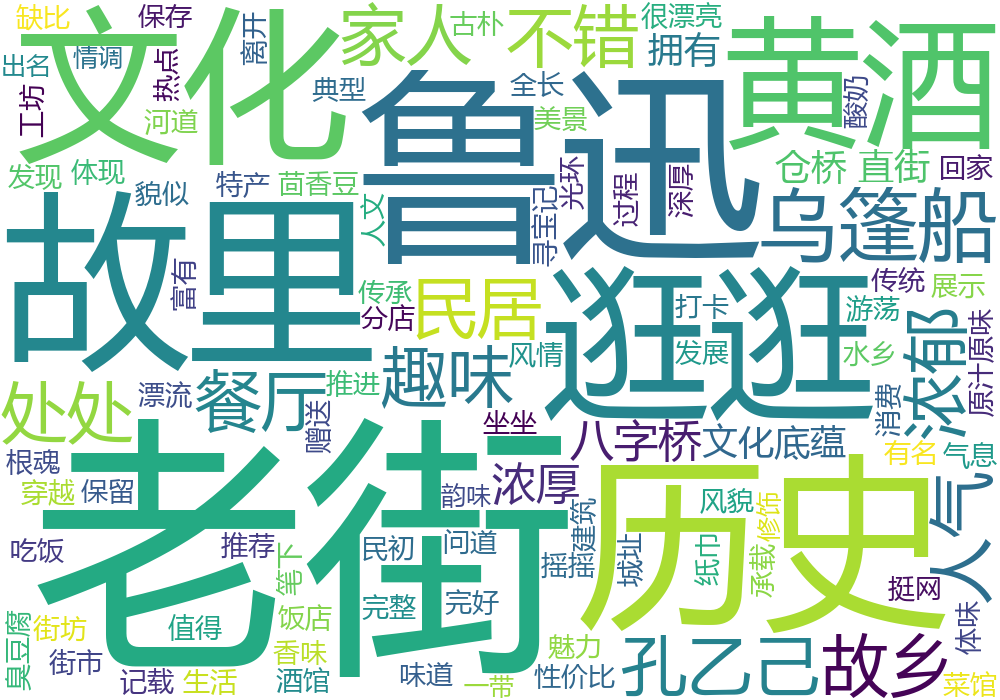 缺比
保存
文化
离开
家人
古朴
不错
很漂亮
拥有
黄酒
出名
情调
热点
典型
全长
工坊
河道
鲁迅
美景
酸奶
发现
体现
貌似
特产
茴香豆
人文
寻宝记
光环
过程
深厚
仓桥
直街
回家
故里
乌篷船
富有
传承
分店
民居
逛逛
打卡
传统
游荡
展示
风情
发展
水乡
浓郁
原汁原味
处处
漂流
餐厅
推进
趣味
消费
赠送
坐坐
八字桥
文化底蕴
有名
气息
根魂
穿越
保留
老街
韵味
浓厚
历史
风貌
修饰
人气
吃饭
推荐
笔下
民初
问道
摇摇
建筑
城址
纸巾
承载
挺网
完整
完好
臭豆腐
街坊
值得
饭店
体味
街市
香味
魅力
孔乙己
故乡
记载
生活
酒馆
味道
一带
性价比
菜馆